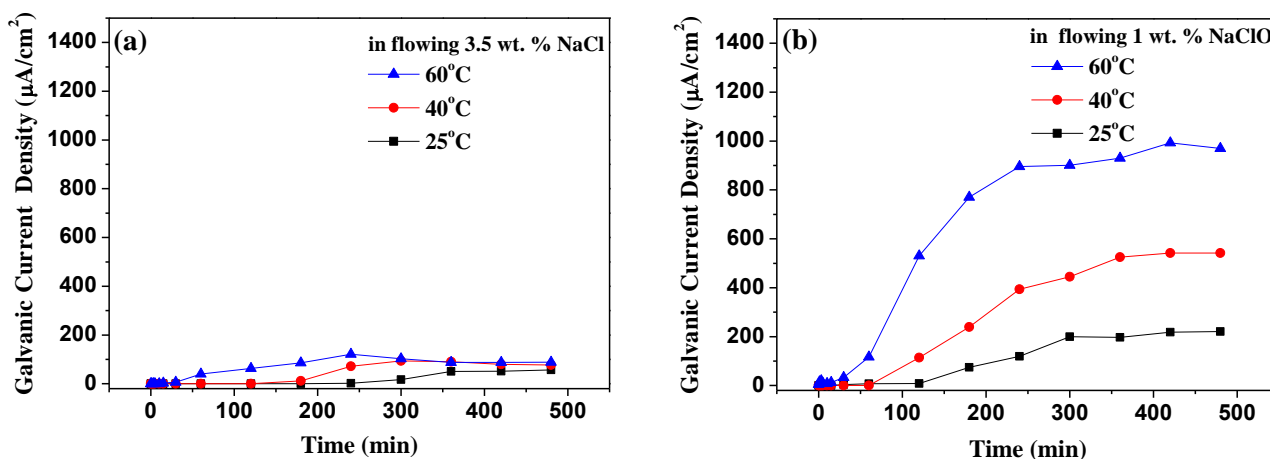 (a)
in flowing 3.5 wt. % NaCl
60°C
40°C
25°C
1400
1200
1000
800
600
400
200
0
Galvanic Current Density (μA/cm²)
0 100 200 300 400 500
Time (min)
(b)
in flowing 1 wt. % NaClO
60°C
40°C
25°C
1400
1200
1000
800
600
400
200
0
Galvanic Current Density (μA/cm²)
0 100 200 300 400 500
Time (min)